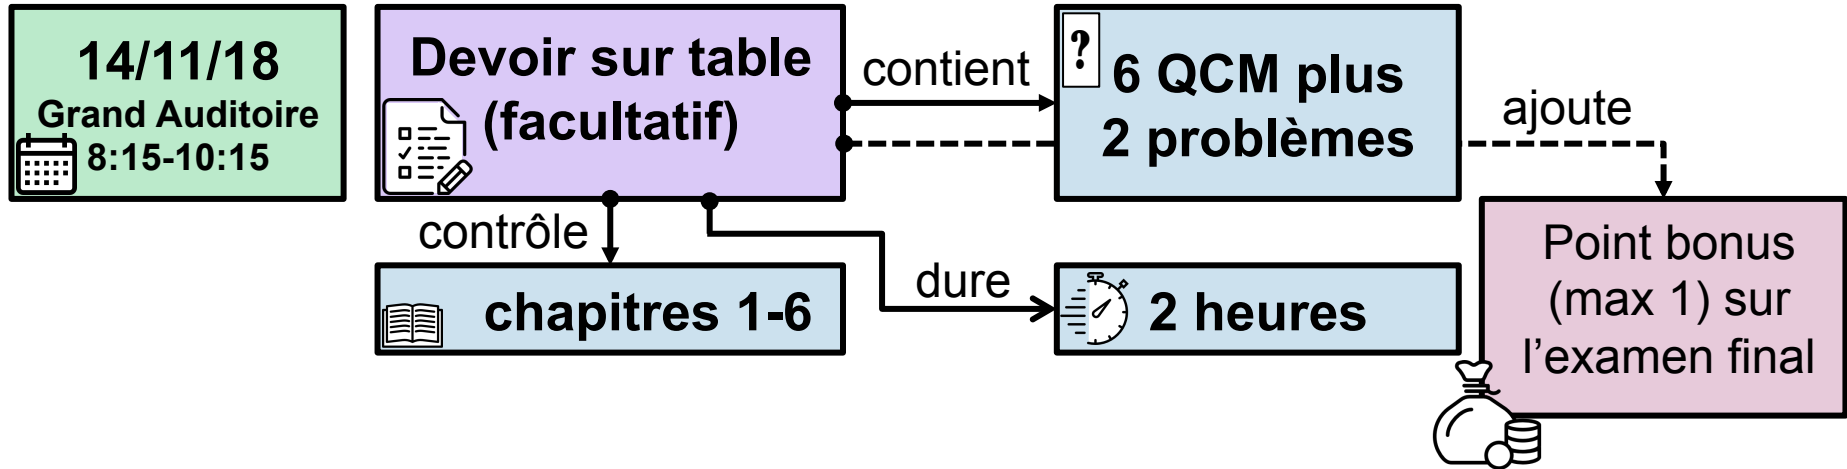 14/11/18
Grand Auditoire
8:15-10:15
Devoir sur table
(facultatif)
contient
?
6 QCM plus
2 problèmes
ajoute
contrôle
chapitres 1-6
dure
2 heures
Point bonus
(max 1) sur
l’examen final